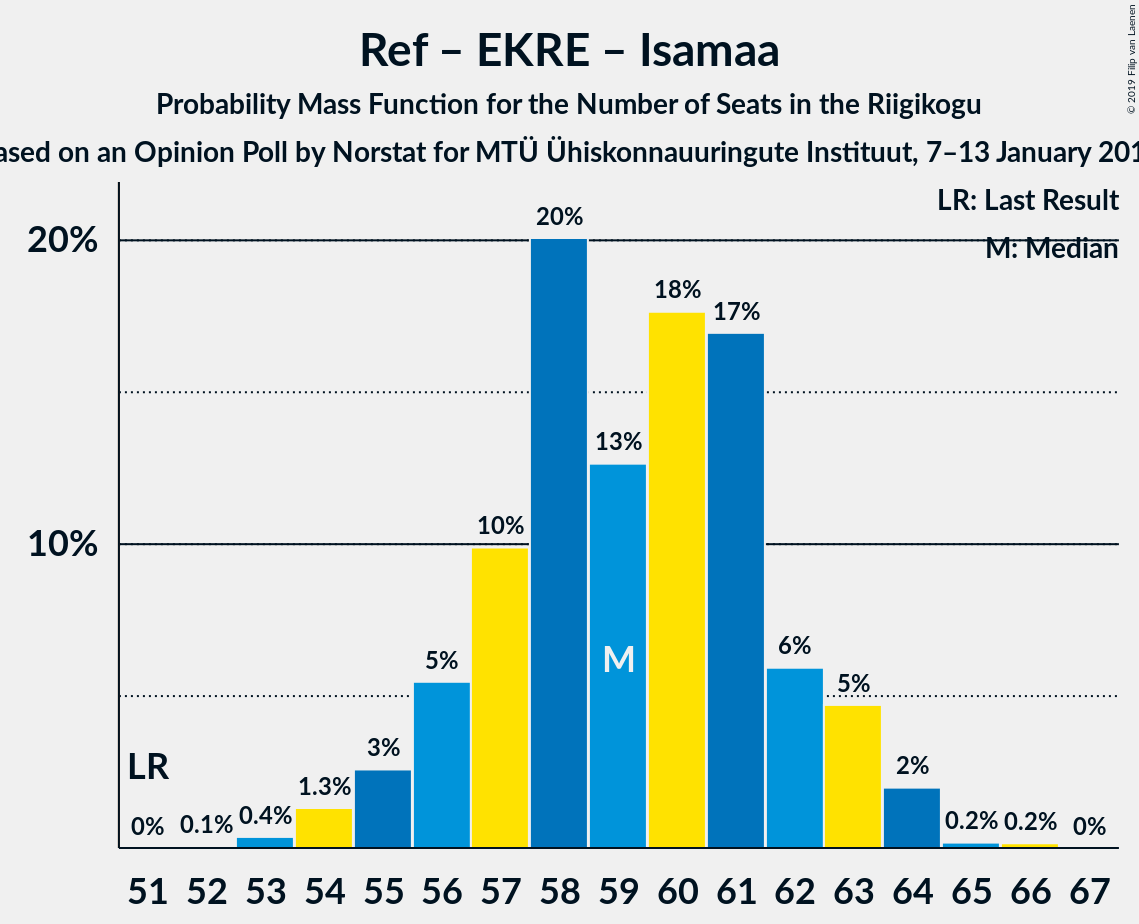 Ref – EKRE – Isamaa
Probability Mass Function for the Number of Seats in the Riigikogu
ased on an Opinion Poll by Norstat for MTÜ Ühiskonnauuringute Instituut, 7–13 January 201
© 2019 Filip van Laenen
LR: Last Result
M: Median
20%
10%
0% 0.1% 0.4% 1.3% 3% 5% 10% 20% 13% 18% 17% 6% 5% 2% 0.2% 0.2% 0%
LR
M
51 52 53 54 55 56 57 58 59 60 61 62 63 64 65 66 67